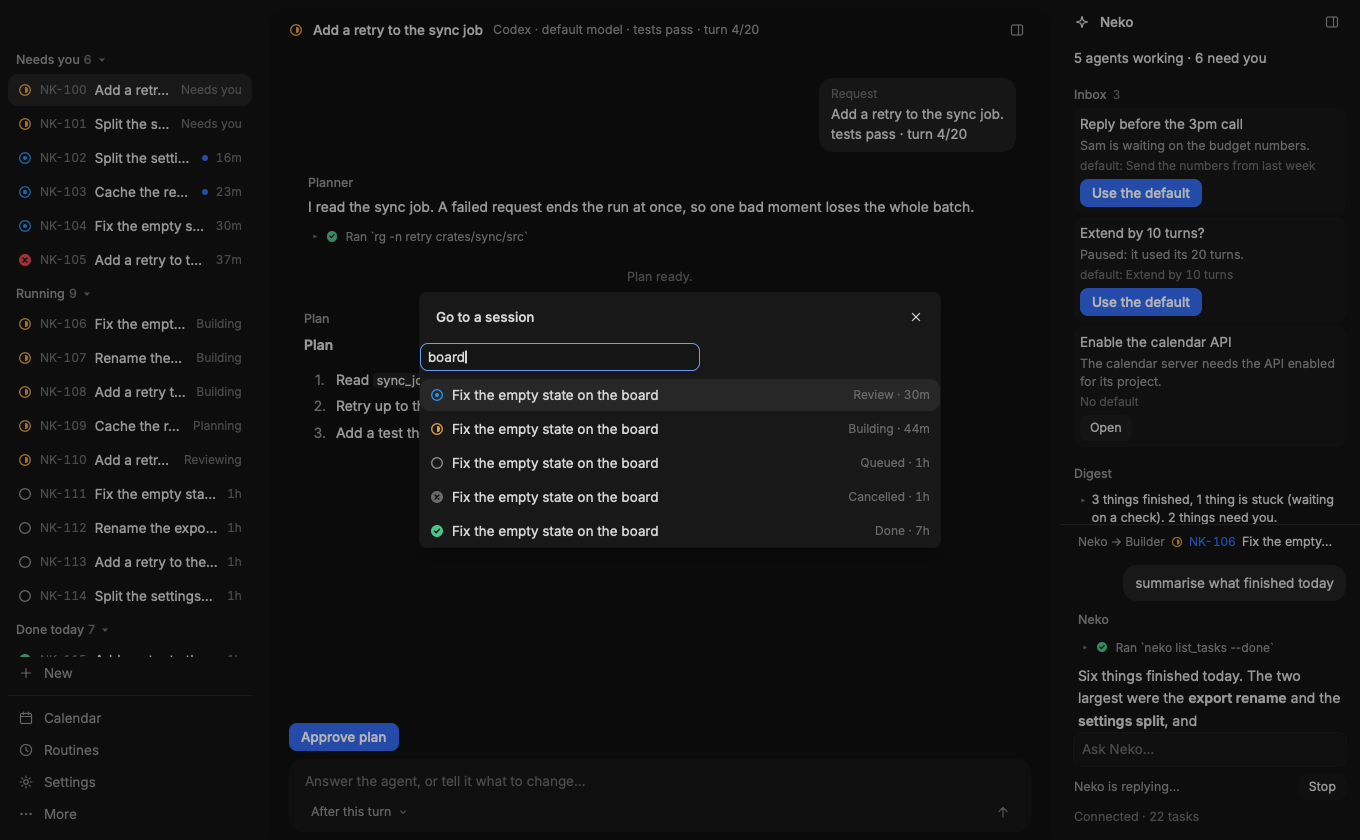 Needs you 6
NK-100 Add a retr... Needs you
NK-101 Split the s... Needs you
NK-102 Split the setti... 16m
NK-103 Cache the re... 23m
NK-104 Fix the empty s... 30m
NK-105 Add a retry to t... 37m
Running 9
NK-106 Fix the empt... Building
NK-107 Rename the... Building
NK-108 Add a retry t... Building
NK-109 Cache the r... Planning
NK-110 Add a retr... Reviewing
NK-111 Fix the empty sta... 1h
NK-112 Rename the expo... 1h
NK-113 Add a retry to the... 1h
NK-114 Split the settings... 1h
Done today 7
New
Calendar
Routines
Settings
More
Add a retry to the sync job Codex · default model · tests pass · turn 4/20
Request
Add a retry to the sync job.
tests pass · turn 4/20
Planner
I read the sync job. A failed request ends the run at once, so one bad moment loses the whole batch.
Ran `rg -n retry crates/sync/src`
Plan ready.
Plan
Plan
1. Read sync_jo
2. Retry up to th
3. Add a test th
Go to a session
board
Fix the empty state on the board Review · 30m
Fix the empty state on the board Building · 44m
Fix the empty state on the board Queued · 1h
Fix the empty state on the board Cancelled · 1h
Fix the empty state on the board Done · 7h
Approve plan
Answer the agent, or tell it what to change...
After this turn
Neko
5 agents working · 6 need you
Inbox 3
Reply before the 3pm call
Sam is waiting on the budget numbers.
default: Send the numbers from last week
Use the default
Extend by 10 turns?
Paused: it used its 20 turns.
default: Extend by 10 turns
Use the default
Enable the calendar API
The calendar server needs the API enabled
for its project.
No default
Open
Digest
3 things finished, 1 thing is stuck (waiting
on a check). 2 things need you.
Neko → Builder NK-106 Fix the empty...
summarise what finished today
Neko
Ran `neko list_tasks --done`
Six things finished today. The two
largest were the export rename and the
settings split, and
Ask Neko...
Neko is replying... Stop
Connected · 22 tasks